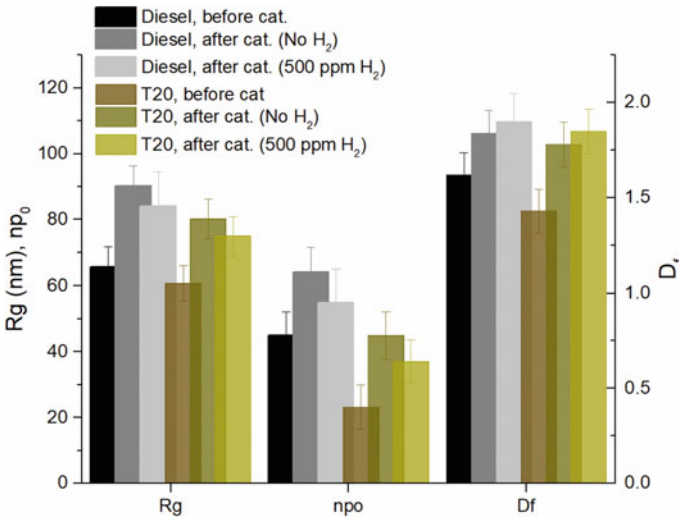 Diesel, before cat.
Diesel, after cat. (No H₂)
Diesel, after cat. (500 ppm H₂)
T20, before cat
T20, after cat. (No H₂)
T20, after cat. (500 ppm H₂)
Rg (nm), np₀
120
100
80
60
40
20
0
2.0
1.5
1.0
0.5
0.0
D_f
Rg npo Df